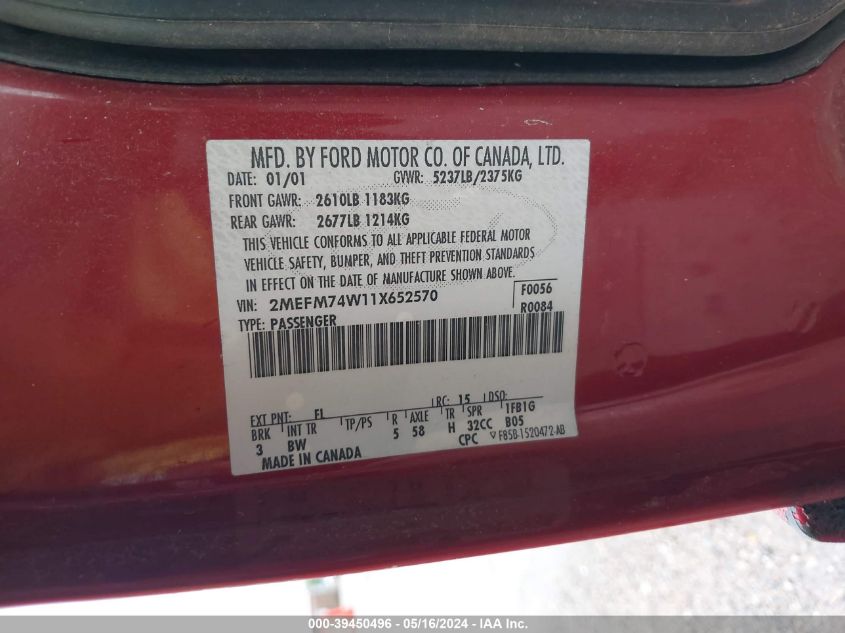 MFD. BY FORD MOTOR CO. OF CANADA, LTD.
DATE: 01/01 GVWR: 5237LB/2375KG
FRONT GAWR: 2610LB 1183KG
REAR GAWR: 2677LB 1214KG
THIS VEHICLE CONFORMS TO ALL APPLICABLE FEDERAL MOTOR
VEHICLE SAFETY, BUMPER, AND THEFT PREVENTION STANDARDS
IN EFFECT ON THE DATE OF MANUFACTURE SHOWN ABOVE.
VIN: 2MEFM74W11X652570 F0056
TYPE: PASSENGER R0084
EXT PNT: FL RC: 15 DSO:
BRK INT TR TP/PS R AXLE TR SPR 1FB1G
3 BW 5 58 H 32CC B05
MADE IN CANADA CPC F85B-1520472-AB
000-39450496 - 05/16/2024 - IAA Inc.